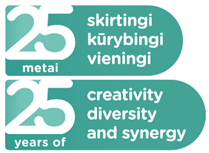 25 metai
skirtingi
kūrybingi
vieningi
25 years of
creativity
diversity
and synergy